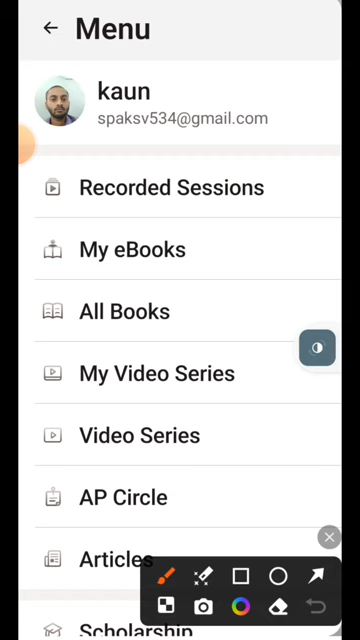 Menu
kaun
spaksv534@gmail.com
Recorded Sessions
My eBooks
All Books
My Video Series
Video Series
AP Circle
Articles
Scholarship